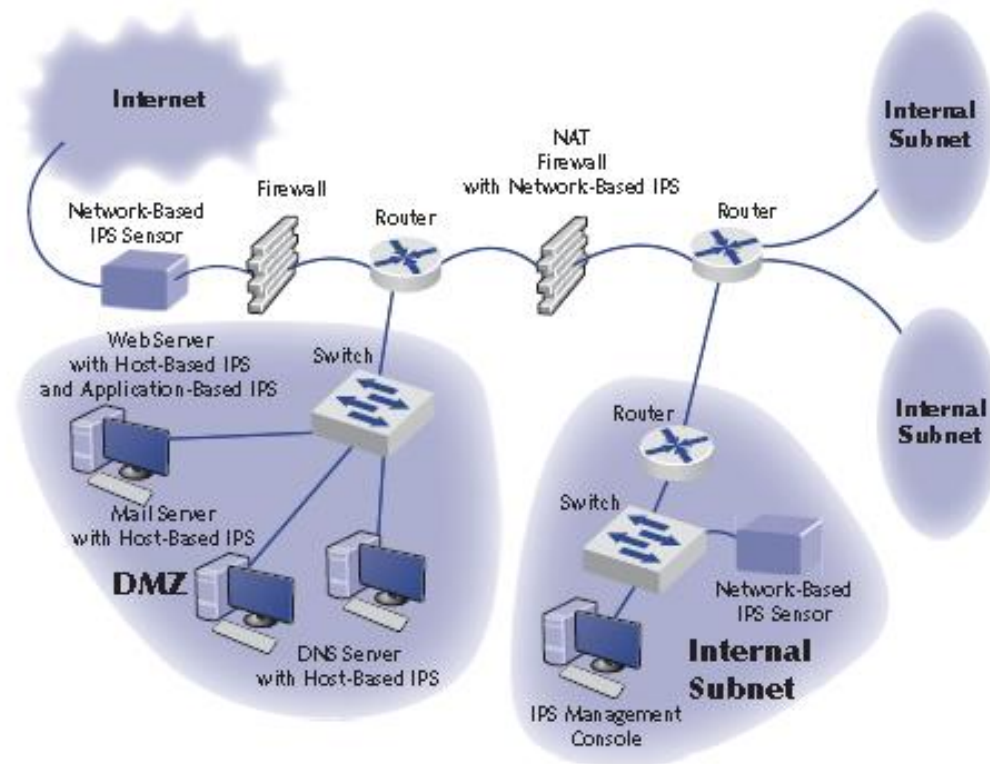 Internet
Internal
Subnet
NAT
Firewall
with Network-Based IPS
Firewall
Network-Based
IPS Sensor
Router
Router
Web Server
with Host-Based IPS
and Application-Based IPS
Switch
Internal
Subnet
Router
Mail Server
with Host-Based IPS
DMZ
Switch
DNS Server
with Host-Based IPS
Network-Based
IPS Sensor
Internal
Subnet
IPS Management
Console